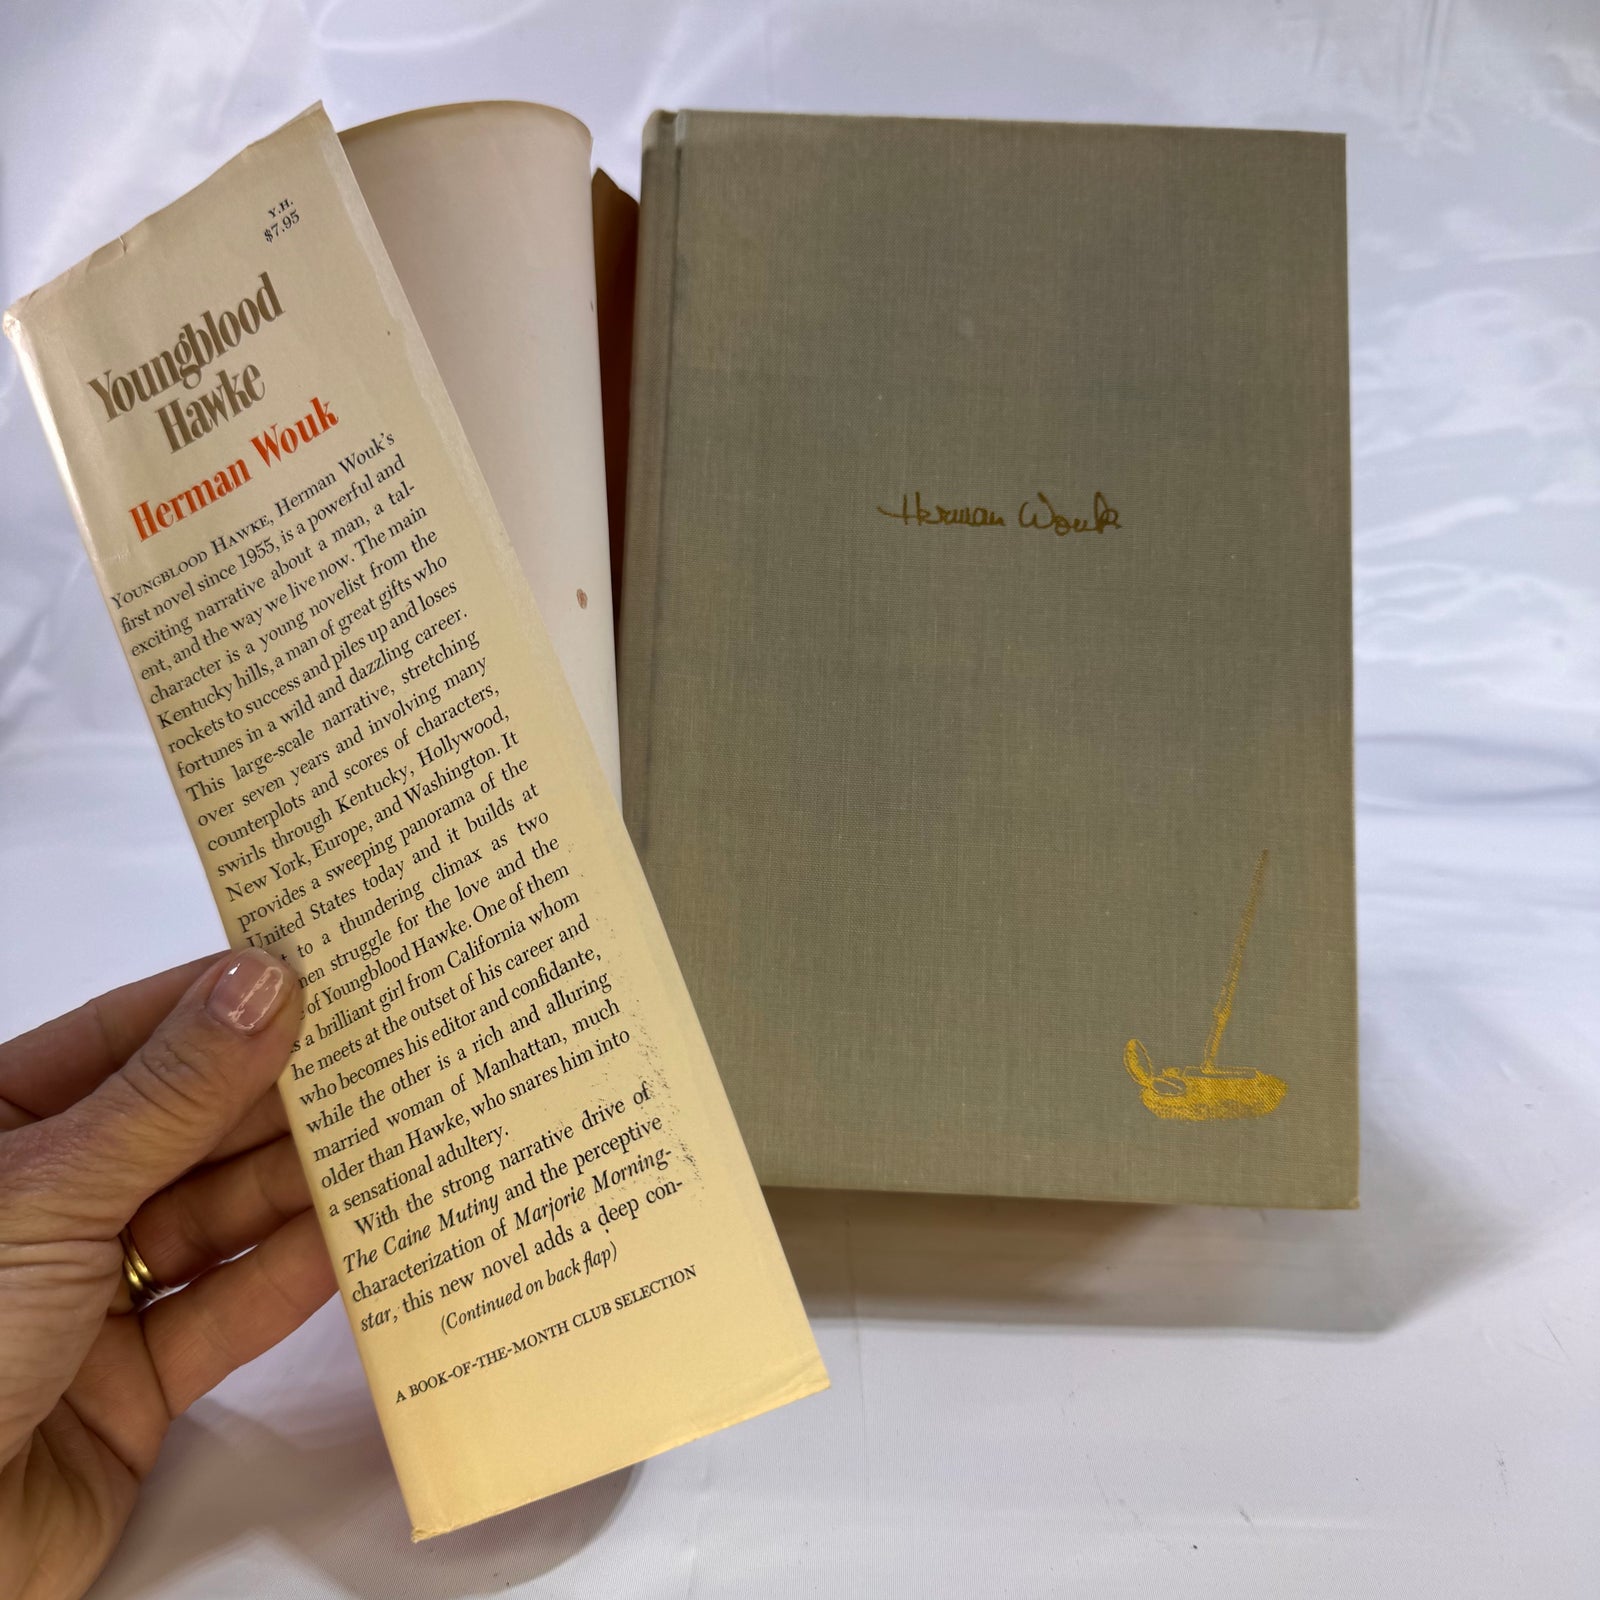 Y.H.
$7.95
Youngblood
Hawke
Herman Wouk
YOUNGBLOOD HAWKE, Herman Wouk's
first novel since 1955, is a powerful and
exciting narrative about a man, a tal-
ent, and the way we live now. The main
character is a young novelist from the
Kentucky hills, a man of great gifts who
rockets to success and piles up and loses
fortunes in a wild and dazzling career.
This large-scale narrative, stretching
over seven years and involving many
counterplots and scores of characters,
swirls through Kentucky, Hollywood,
New York, Europe, and Washington. It
provides a sweeping panorama of the
United States today and it builds at
to a thundering climax as two
struggle for the love and the
of Youngblood Hawke. One of them
a brilliant girl from California whom
he meets at the outset of his career and
who becomes his editor and confidante,
while the other is a rich and alluring
married woman of Manhattan, much
older than Hawke, who snares him into
a sensational adultery.
With the strong narrative drive of
The Caine Mutiny and the perceptive
characterization of Marjorie Morning-
star, this new novel adds a deep con-
(Continued on back flap)
A BOOK-OF-THE-MONTH CLUB SELECTION
Herman Wouk